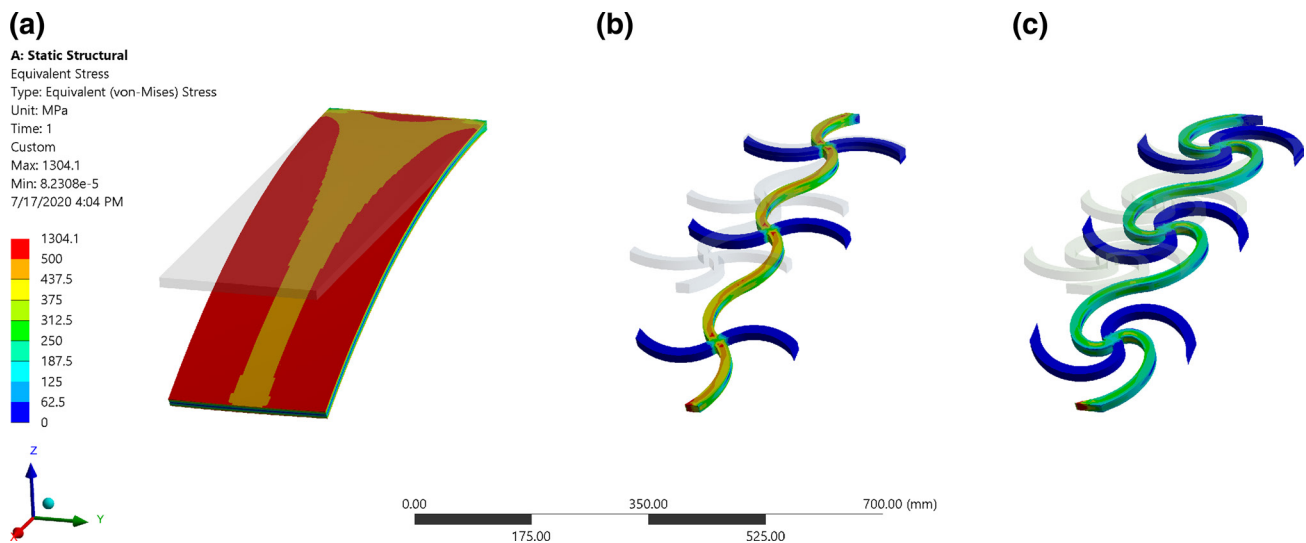 (a)
(b)
(c)
A: Static Structural
Equivalent Stress
Type: Equivalent (von-Mises) Stress
Unit: MPa
Time: 1
Custom
Max: 1304.1
Min: 8.2308e-5
7/17/2020 4:04 PM
1304.1
500
437.5
375
312.5
250
187.5
125
62.5
0
Z
Y
X
0.00 350.00 700.00 (mm)
175.00 525.00